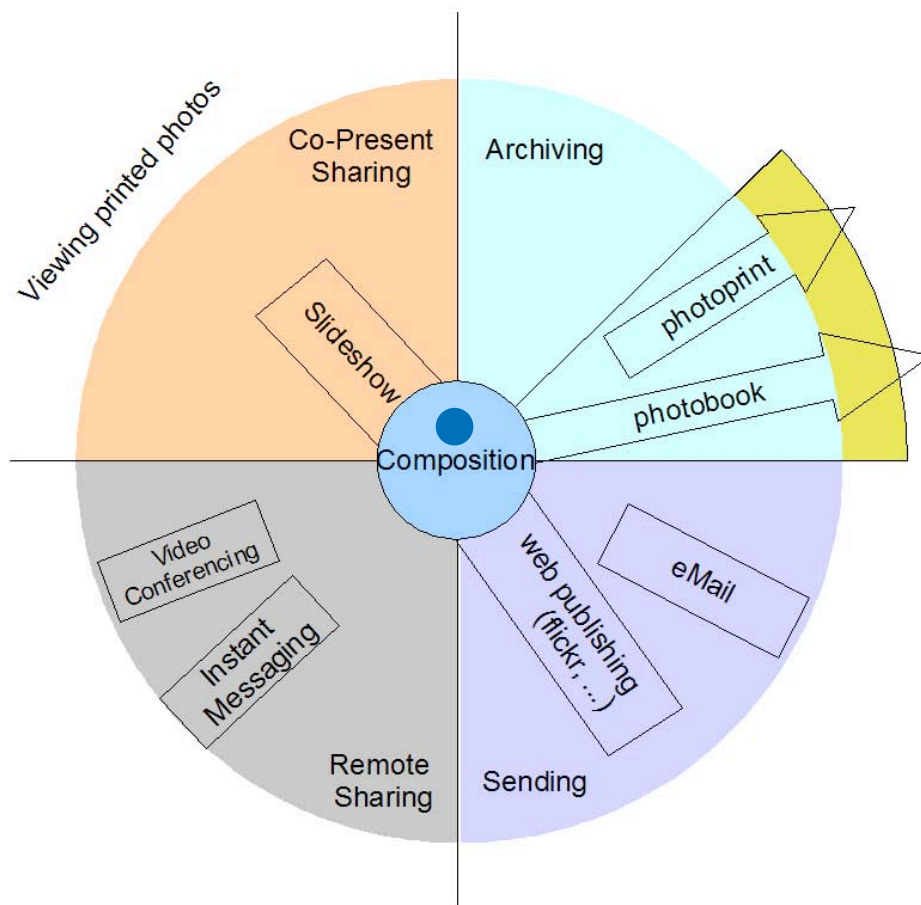 Viewing printed photos
Co-Present
Sharing
Archiving
Slideshow
photoprint
photobook
Composition
Video
Conferencing
Instant
Messaging
web publishing
(flickr, ...)
eMail
Remote
Sharing
Sending